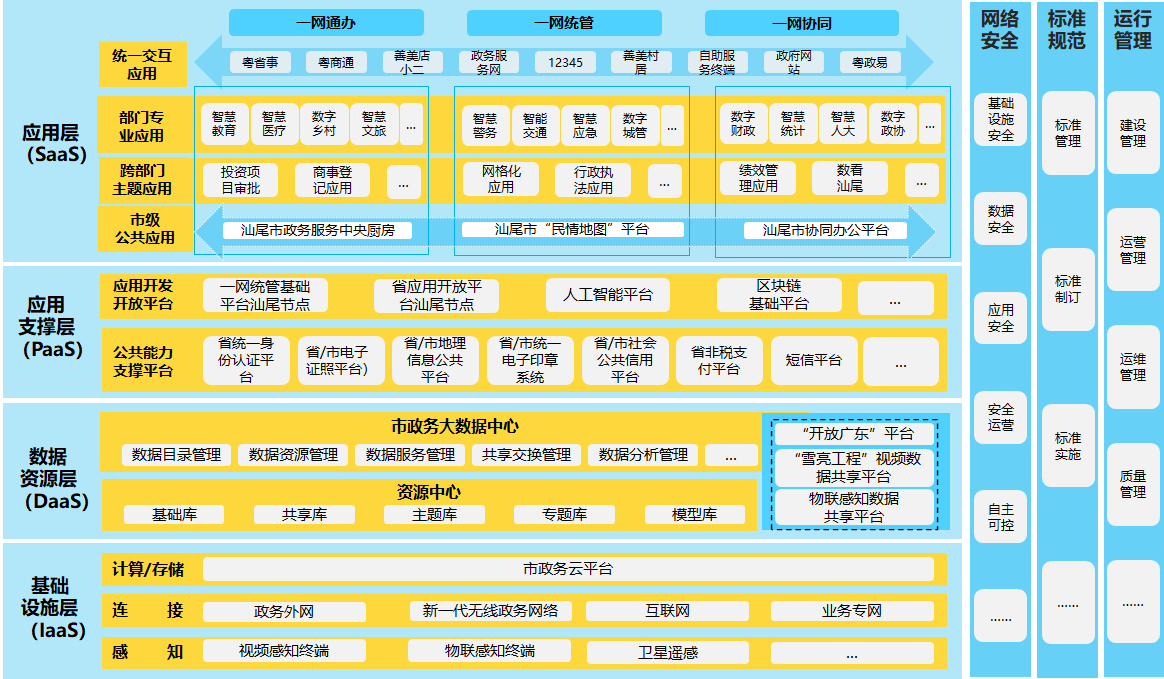 一网通办
一网统管
一网协同
应用层
（SaaS）
统一交互
应用
粤省事
粤商通
善美店
小二
政务服
务网
12345
善美村
居
自助服
务终端
政府网
站
粤政易
部门专
业应用
智慧
教育
智慧
医疗
数字
乡村
智慧
文旅
...
智慧
警务
智能
交通
智慧
应急
数字
城管
...
数字
财政
智慧
统计
智慧
人大
数字
政协
...
跨部门
主题应用
投资项
目审批
商事登
记应用
...
网格化
应用
行政执
法应用
...
绩效管
理应用
数看
汕尾
...
市级
公共应用
汕尾市政务服务中央厨房
汕尾市“民情地图”平台
汕尾市协同办公平台
应用
支撑层
（PaaS）
应用开发
开放平台
一网统管基础
平台汕尾节点
省应用开放平
台汕尾节点
人工智能平台
区块链
基础平台
...
公共能力
支撑平台
省统一身
份认证平
台
省/市电子
证照平台）
省/市地理
信息公共
平台
省/市统一
电子印章
系统
省/市社会
公共信用
平台
省非税支
付平台
短信平台
...
数据
资源层
（DaaS）
市政务大数据中心
数据目录管理
数据资源管理
数据服务管理
共享交换管理
数据分析管理
...
资源中心
基础库
共享库
主题库
专题库
模型库
“开放广东”平台
“雪亮工程”视频数
据共享平台
物联感知数据
共享平台
基础
设施层
（IaaS）
计算/存储
市政务云平台
连 接
政务外网
新一代无线政务网络
互联网
业务专网
感 知
视频感知终端
物联感知终端
卫星遥感
...
网络
安全
基础
设施
安全
数据
安全
应用
安全
安全
运营
自主
可控
......
标准
规范
标准
管理
标准
制订
标准
实施
......
运行
管理
建设
管理
运营
管理
运维
管理
质量
管理
......